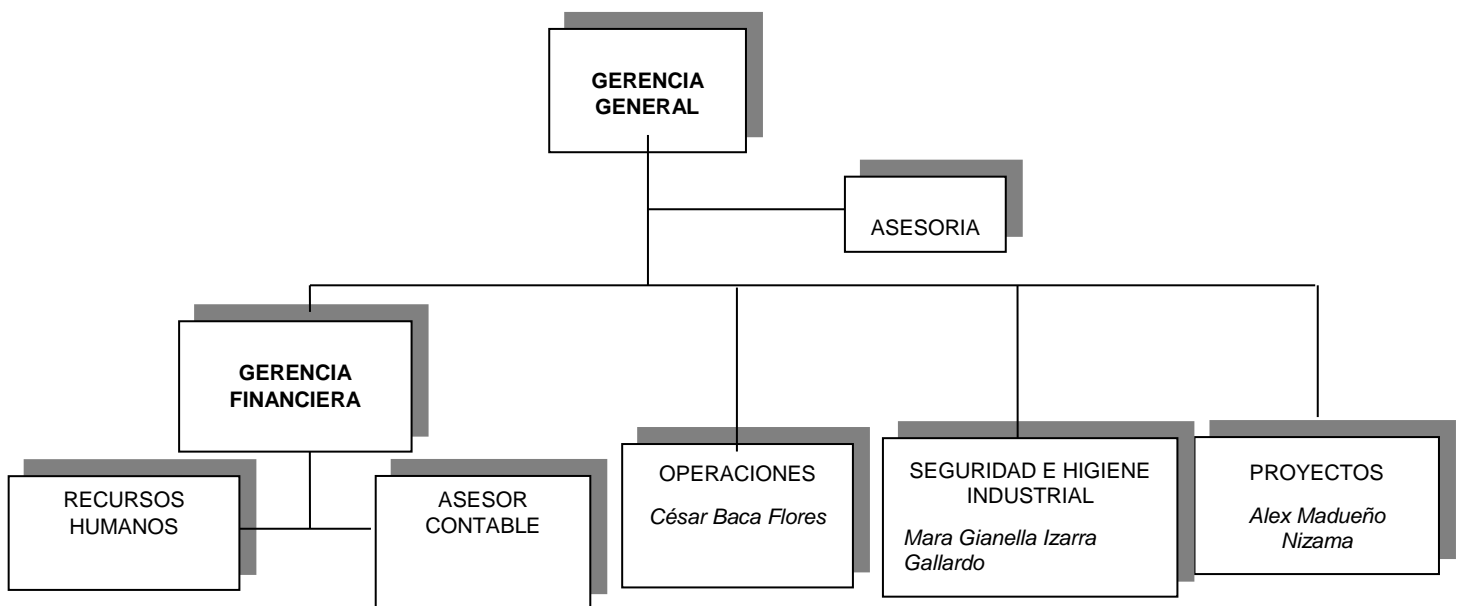 GERENCIA
GENERAL
ASESORIA
GERENCIA
FINANCIERA
RECURSOS
HUMANOS
ASESOR
CONTABLE
OPERACIONES
César Baca Flores
SEGURIDAD E HIGIENE
INDUSTRIAL
Mara Gianella Izarra
Gallardo
PROYECTOS
Alex Madueño
Nizama